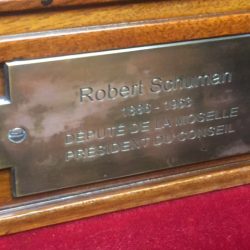 Robert Schuman
1886 - 1963
DÉPUTÉ DE LA MOSELLE
PRÉSIDENT DU CONSEIL